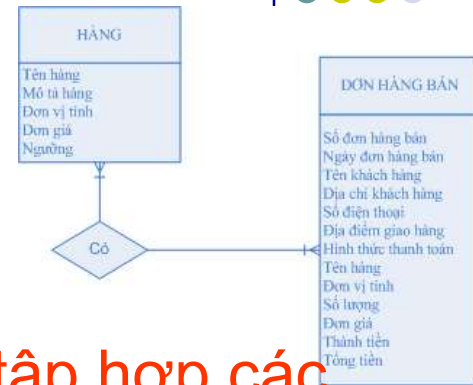 HÀNG
Tên hàng
Mô tả hàng
Đơn vị tính
Đơn giá
Ngưỡng
Có
ĐƠN HÀNG BÁN
Số đơn hàng bán
Ngày đơn hàng bán
Tên khách hàng
Địa chỉ khách hàng
Số điện thoại
Địa điểm giao hàng
Hình thức thanh toán
Tên hàng
Đơn vị tính
Số lượng
Đơn giá
Thành tiền
Tổng tiền
tập hợp các